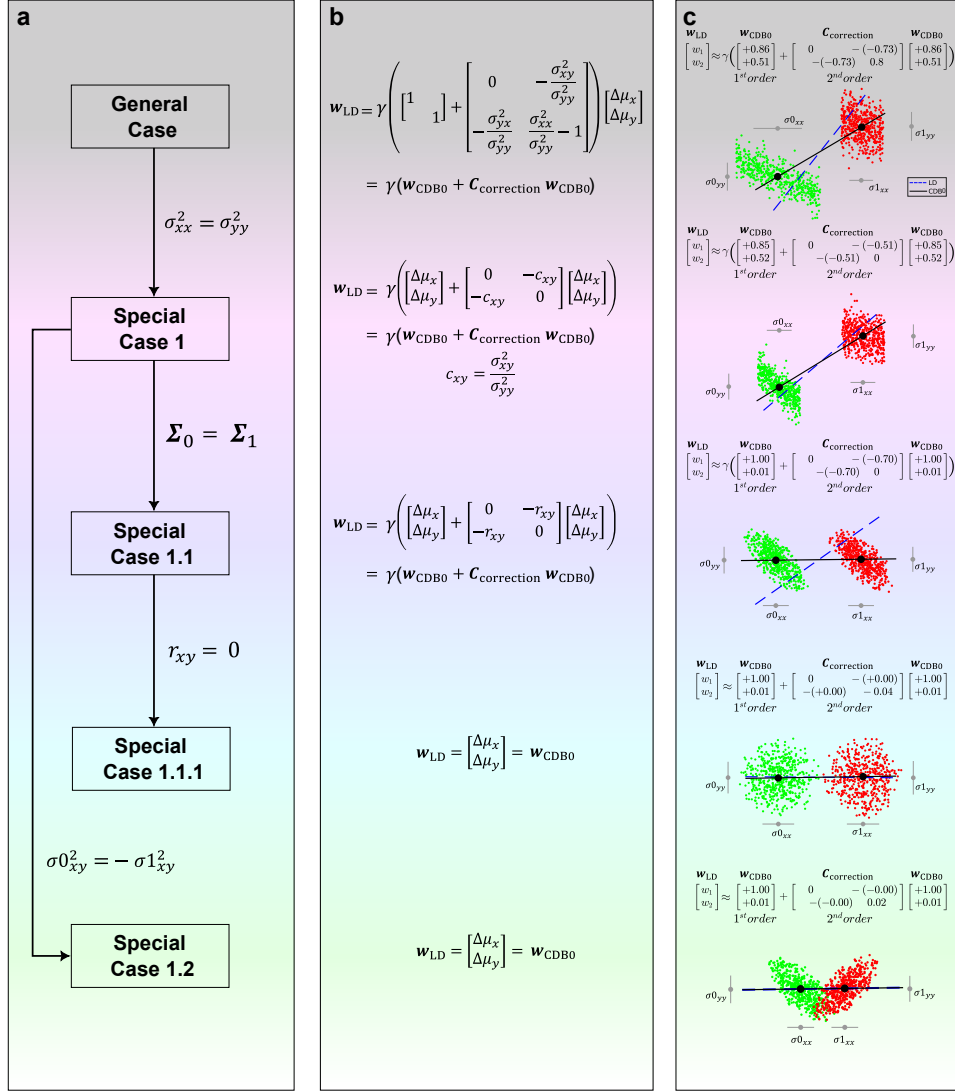 a
General
Case
σ²xx = σ²yy
Special
Case 1
Σ0 = Σ1
Special
Case 1.1
rxy = 0
Special
Case 1.1.1
σ0²xy = − σ1²xy
Special
Case 1.2
b
wLD = γ([1 1] + [0 −σ²xy/σ²yy −σ²yx/σ²yy σ²xx/σ²yy − 1]) [Δμx Δμy]
= γ(wCDB0 + Ccorrection wCDB0)
wLD = γ([Δμx Δμy] + [0 −cxy −cxy 0] [Δμx Δμy])
= γ(wCDB0 + Ccorrection wCDB0)
cxy = σ²xy/σ²yy
wLD = γ([Δμx Δμy] + [0 −rxy −rxy 0] [Δμx Δμy])
= γ(wCDB0 + Ccorrection wCDB0)
wLD = [Δμx Δμy] = wCDB0
wLD = [Δμx Δμy] = wCDB0
c
wLD wCDB0 Ccorrection wCDB0
[w1 w2] ≈ γ([+0.86 +0.51] + [0 −(−0.73) −(−0.73) 0.8] [+0.86 +0.51])
1st order 2nd order
σ0xx
σ1yy
σ0yy
σ1xx
LD
CDB0
wLD wCDB0 Ccorrection wCDB0
[w1 w2] ≈ γ([+0.85 +0.52] + [0 −(−0.51) −(−0.51) 0] [+0.85 +0.52])
1st order 2nd order
σ0xx
σ1yy
σ0yy
σ1xx
wLD wCDB0 Ccorrection wCDB0
[w1 w2] ≈ γ([+1.00 +0.01] + [0 −(−0.70) −(−0.70) 0] [+1.00 +0.01])
1st order 2nd order
σ0yy
σ1yy
σ0xx
σ1xx
wLD wCDB0 Ccorrection wCDB0
[w1 w2] ≈ [+1.00 +0.01] + [0 −(+0.00) −(+0.00) −0.04] [+1.00 +0.01]
1st order 2nd order
σ0yy
σ1yy
σ0xx
σ1xx
wLD wCDB0 Ccorrection wCDB0
[w1 w2] ≈ [+1.00 +0.01] + [0 −(−0.00) −(−0.00) 0.02] [+1.00 +0.01]
1st order 2nd order
σ0yy
σ1yy
σ0xx
σ1xx